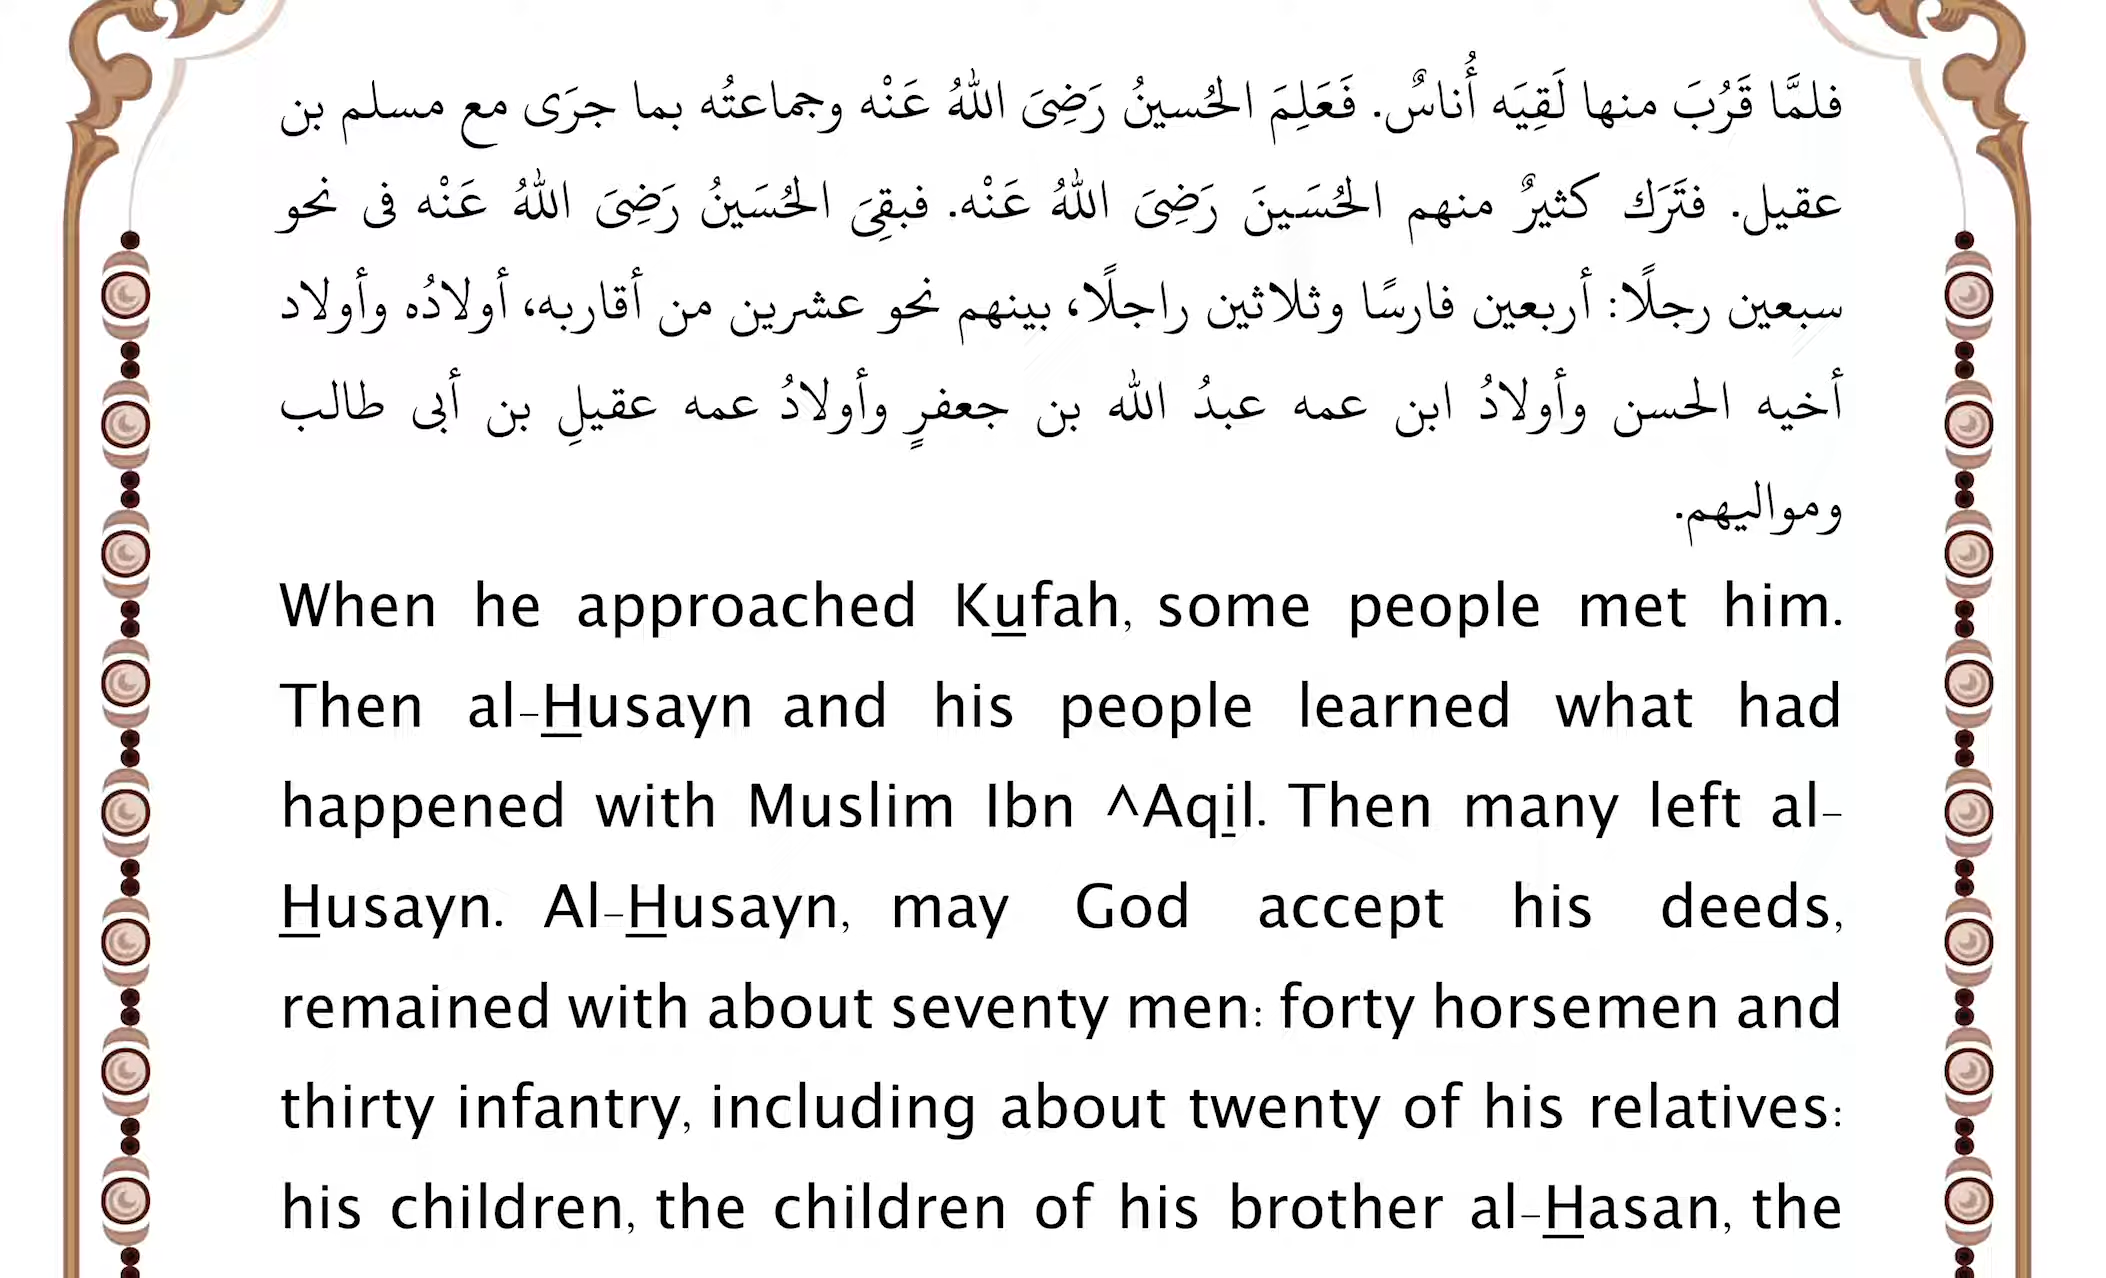 فلمَّا قَرُبَ منها لَقِيَه أُناسٌ. فَعَلِمَ الحُسينُ رَضِىَ اللهُ عَنْه وجماعتُه بما جرَى مع مسلم بن
عقيل. فتَرَك كثيرٌ منهم الحُسَينَ رَضِىَ اللهُ عَنْه. فبقِىَ الحُسَينُ رَضِىَ اللهُ عَنْه فى نحو
سبعين رجلًا: أربعين فارسًا وثلاثين راجلًا، بينهم نحو عشرين من أقاربه، أولادُه وأولاد
أخيه الحسن وأولادُ ابن عمه عبدُ الله بن جعفرٍ وأولادُ عمه عقيلِ بن أبى طالب
ومواليهم.
When he approached Kufah, some people met him.
Then al-Husayn and his people learned what had
happened with Muslim Ibn ^Aqil. Then many left al-
Husayn. Al-Husayn, may God accept his deeds,
remained with about seventy men: forty horsemen and
thirty infantry, including about twenty of his relatives:
his children, the children of his brother al-Hasan, the